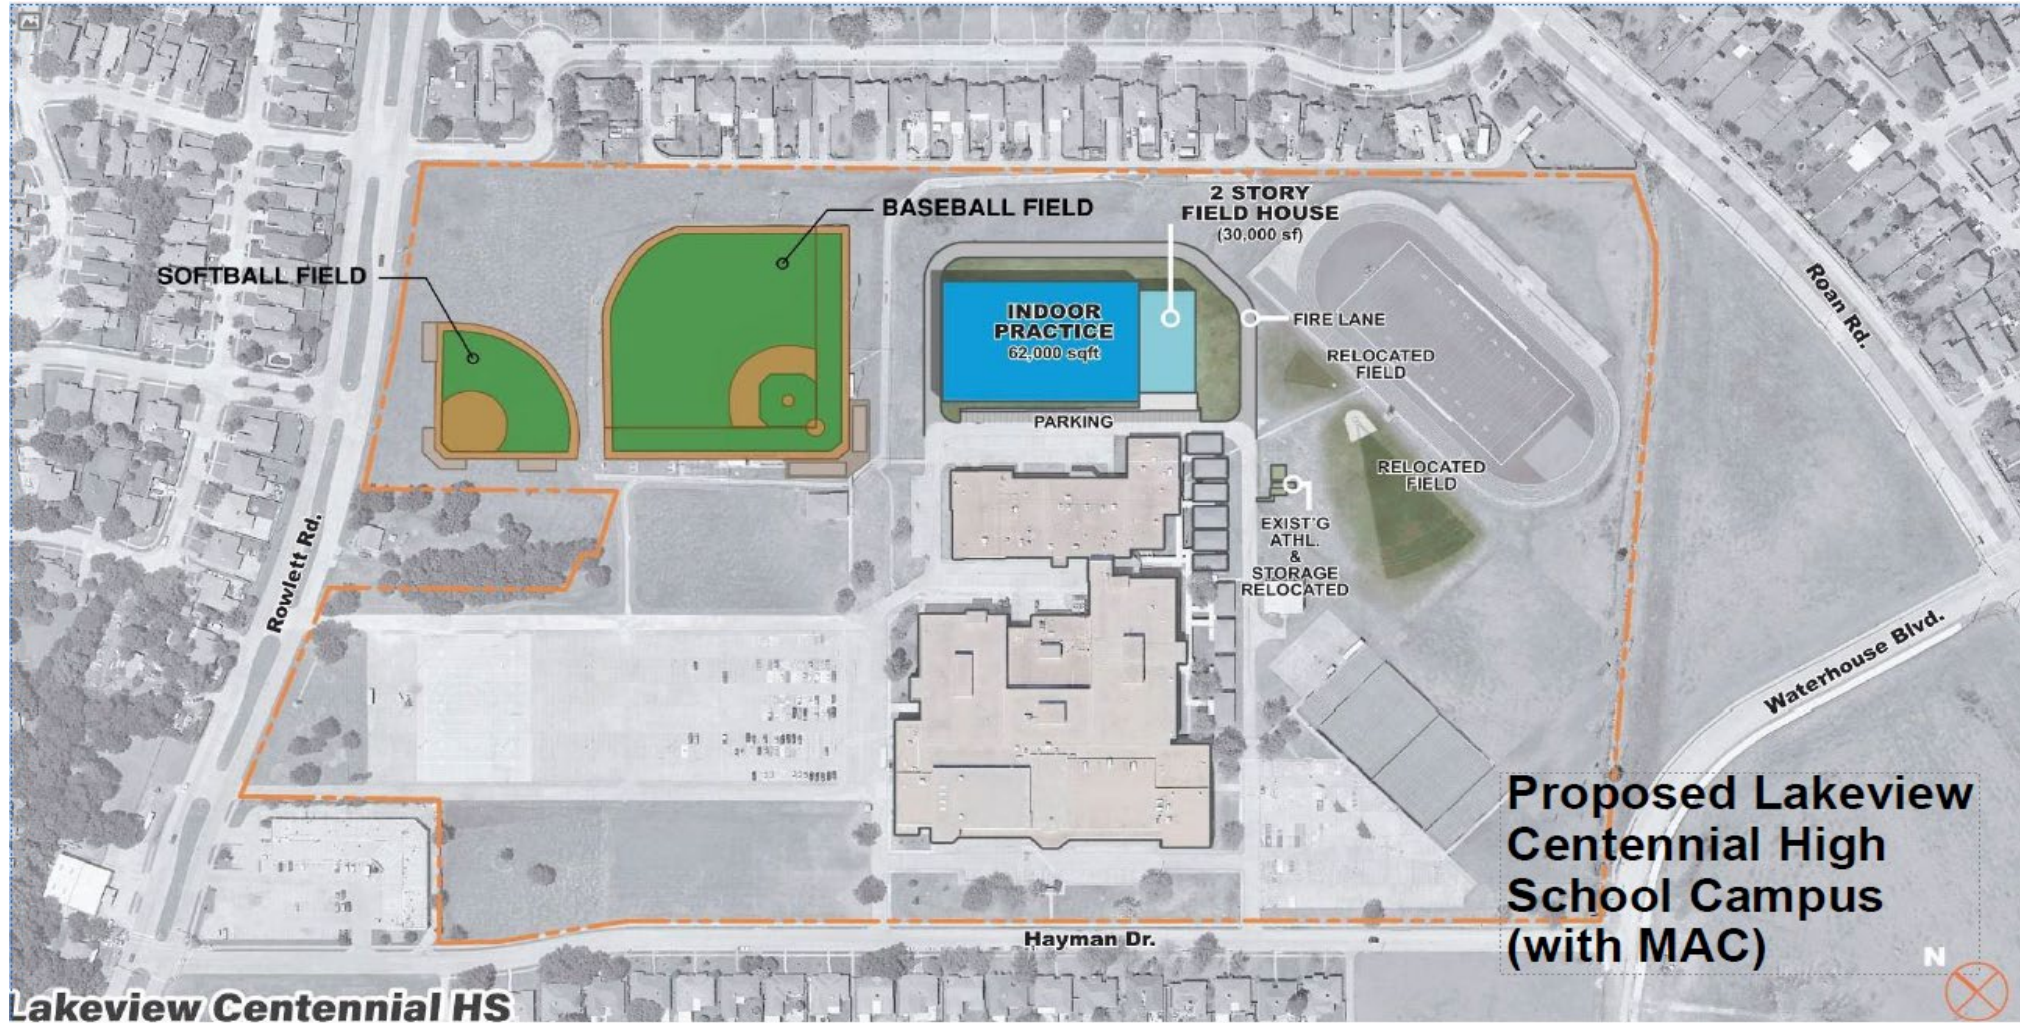 2 STORY
FIELD HOUSE
(30,000 sf)
BASEBALL FIELD
SOFTBALL FIELD
INDOOR
PRACTICE
62,000 sqft
FIRE LANE
RELOCATED
FIELD
PARKING
RELOCATED
FIELD
EXIST'G
ATHL.
&
STORAGE
RELOCATED
Roan Rd.
Rowlett Rd.
Waterhouse Blvd.
Hayman Dr.
Proposed Lakeview
Centennial High
School Campus
(with MAC)
N
Lakeview Centennial HS